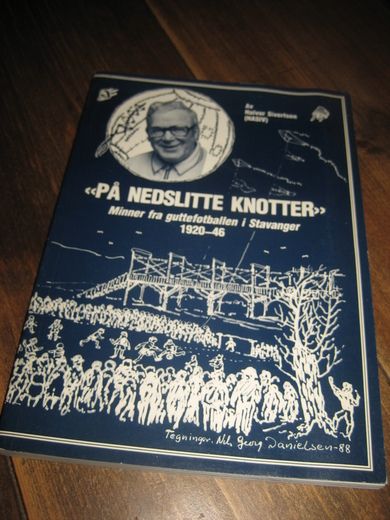 Av
Halvor Sivertsen
(HASIV)
«PÅ NEDSLITTE KNOTTER»
Minner fra guttefotballen i Stavanger
1920–46
Tegninger. Nils Georg Danielsen-88